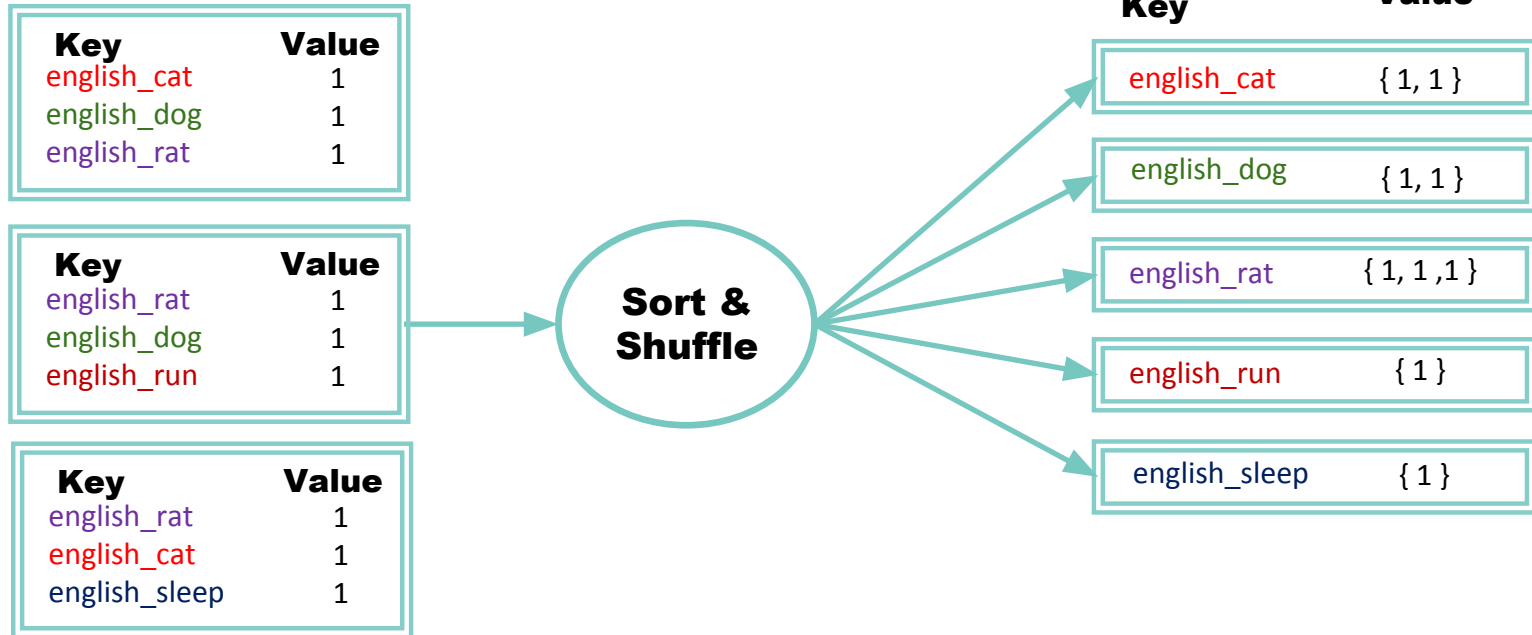 Key Value
english_cat 1
english_dog 1
english_rat 1
Key Value
english_rat 1
english_dog 1
english_run 1
Key Value
english_rat 1
english_cat 1
english_sleep 1
Sort &
Shuffle
Key Value
english_cat { 1, 1 }
english_dog { 1, 1 }
english_rat { 1, 1 ,1 }
english_run { 1 }
english_sleep { 1 }